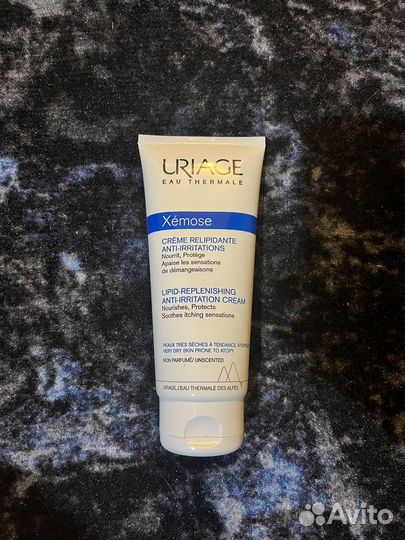 URIAGE
EAU THERMALE
Xémose
CRÈME RELIPIDANTE
ANTI-IRRITATIONS
Nourrit, Protège
Apaise les sensations
de démangeaisons
LIPID-REPLENISHING
ANTI-IRRITATION CREAM
Nourishes, Protects
Soothes itching sensations
PEAUX TRÈS SÈCHES À TENDANCE ATOPIQUE
VERY DRY SKIN PRONE TO ATOPY
NON PARFUMÉ/ UNSCENTED
URIAGE, L'EAU THERMALE DES ALPES
Avito